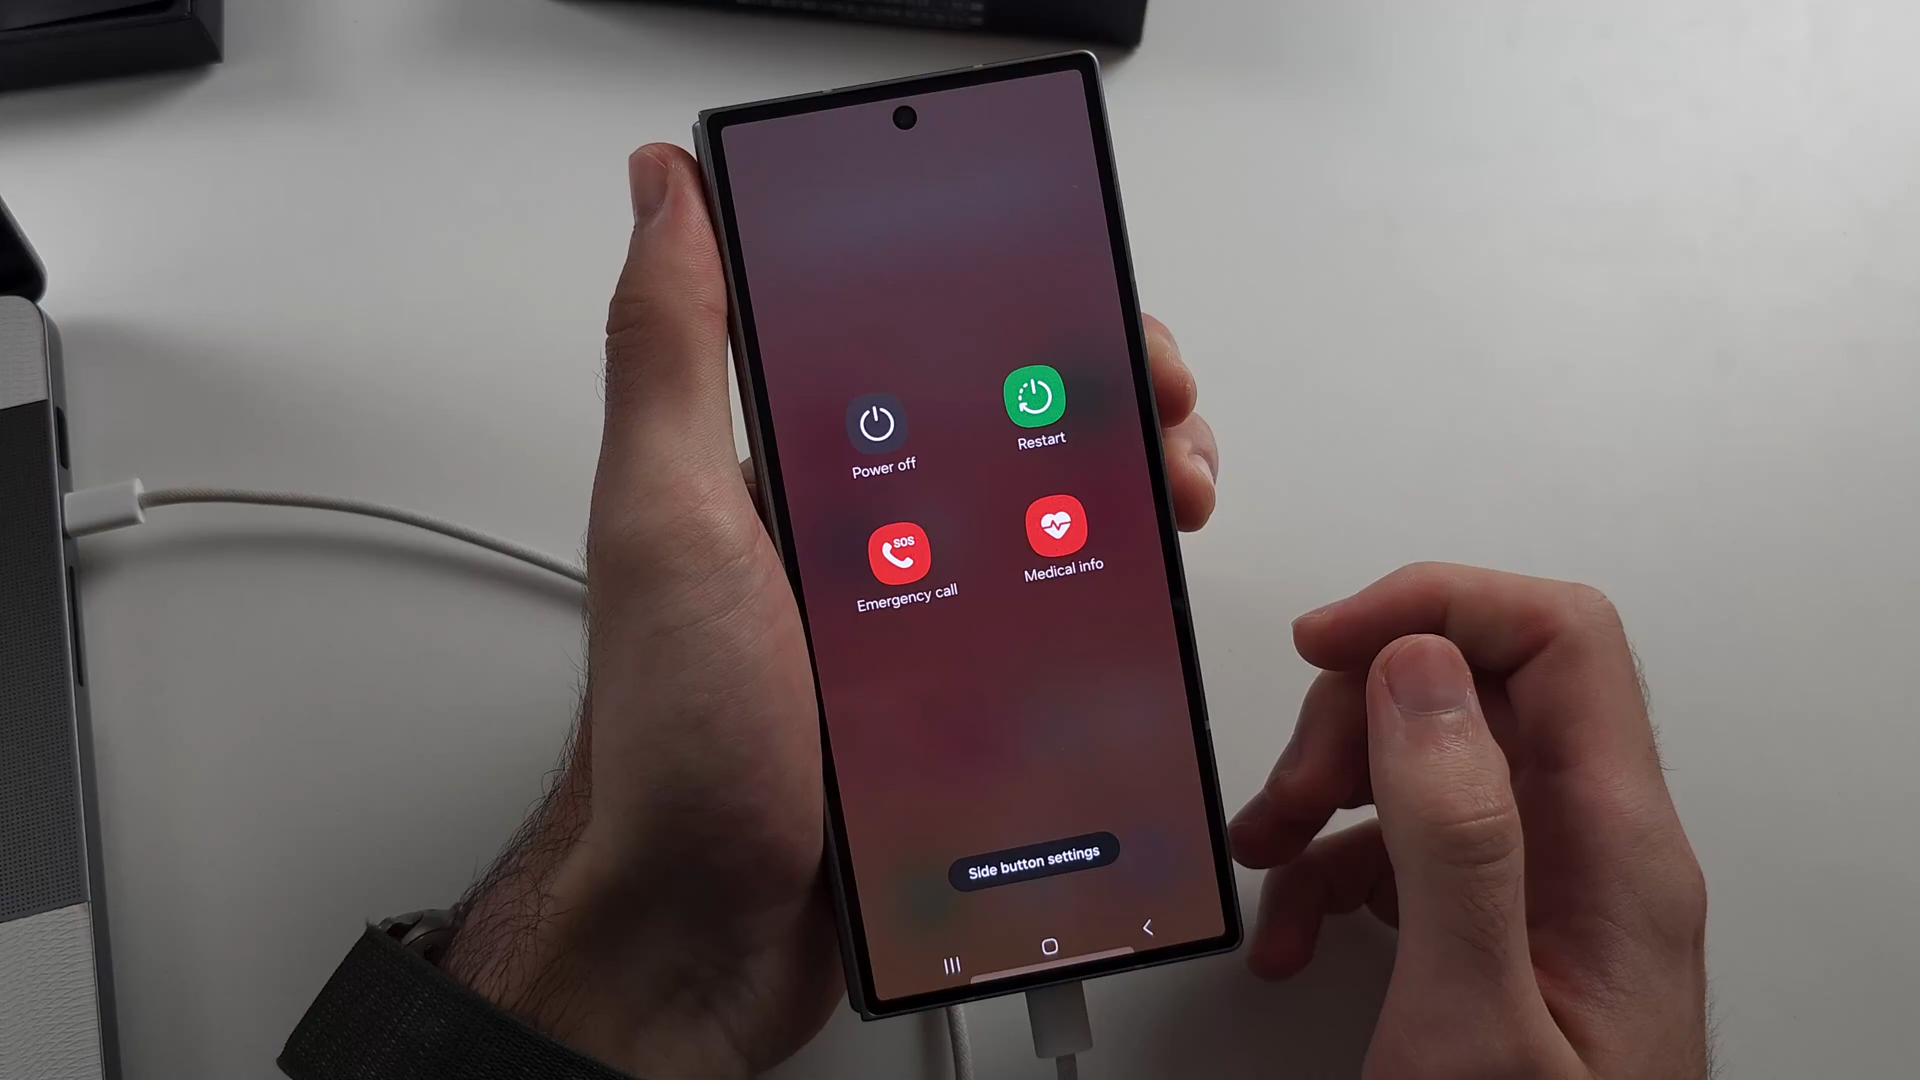 Power off
Restart
SOS
Emergency call
Medical info
Side button settings